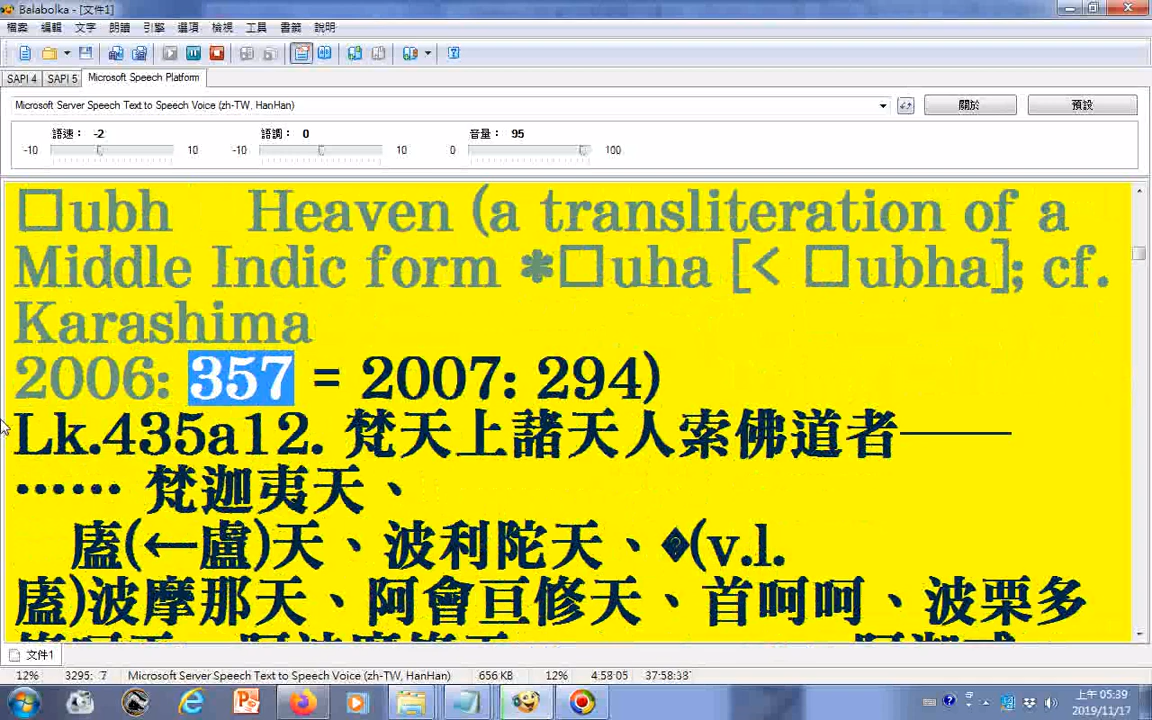 Balabolka - [文件1]
檔案 編輯 文字 朗讀 引擎 選項 檢視 工具 書籤 說明
SAPI 4 SAPI 5 Microsoft Speech Platform
Microsoft Server Speech Text to Speech Voice (zh-TW, HanHan)
關於 預設
語速： -2 語調： 0 音量： 95
-10 10 -10 10 0 100
□ubh Heaven (a transliteration of a
Middle Indic form *□uha [< □ubha]; cf.
Karashima
2006: 357 = 2007: 294)
Lk.435a12. 梵天上諸天人索佛道者——
…… 梵迦夷天、
廅(←盧)天、波利陀天、�(v.l.
廅)波摩那天、阿會亘修天、首呵呵、波栗多
文件1
12% 3295: 7 Microsoft Server Speech Text to Speech Voice (zh-TW, HanHan) 656 KB 12% 4:58:05 37:58:38'
上午 05:39
2019/11/17